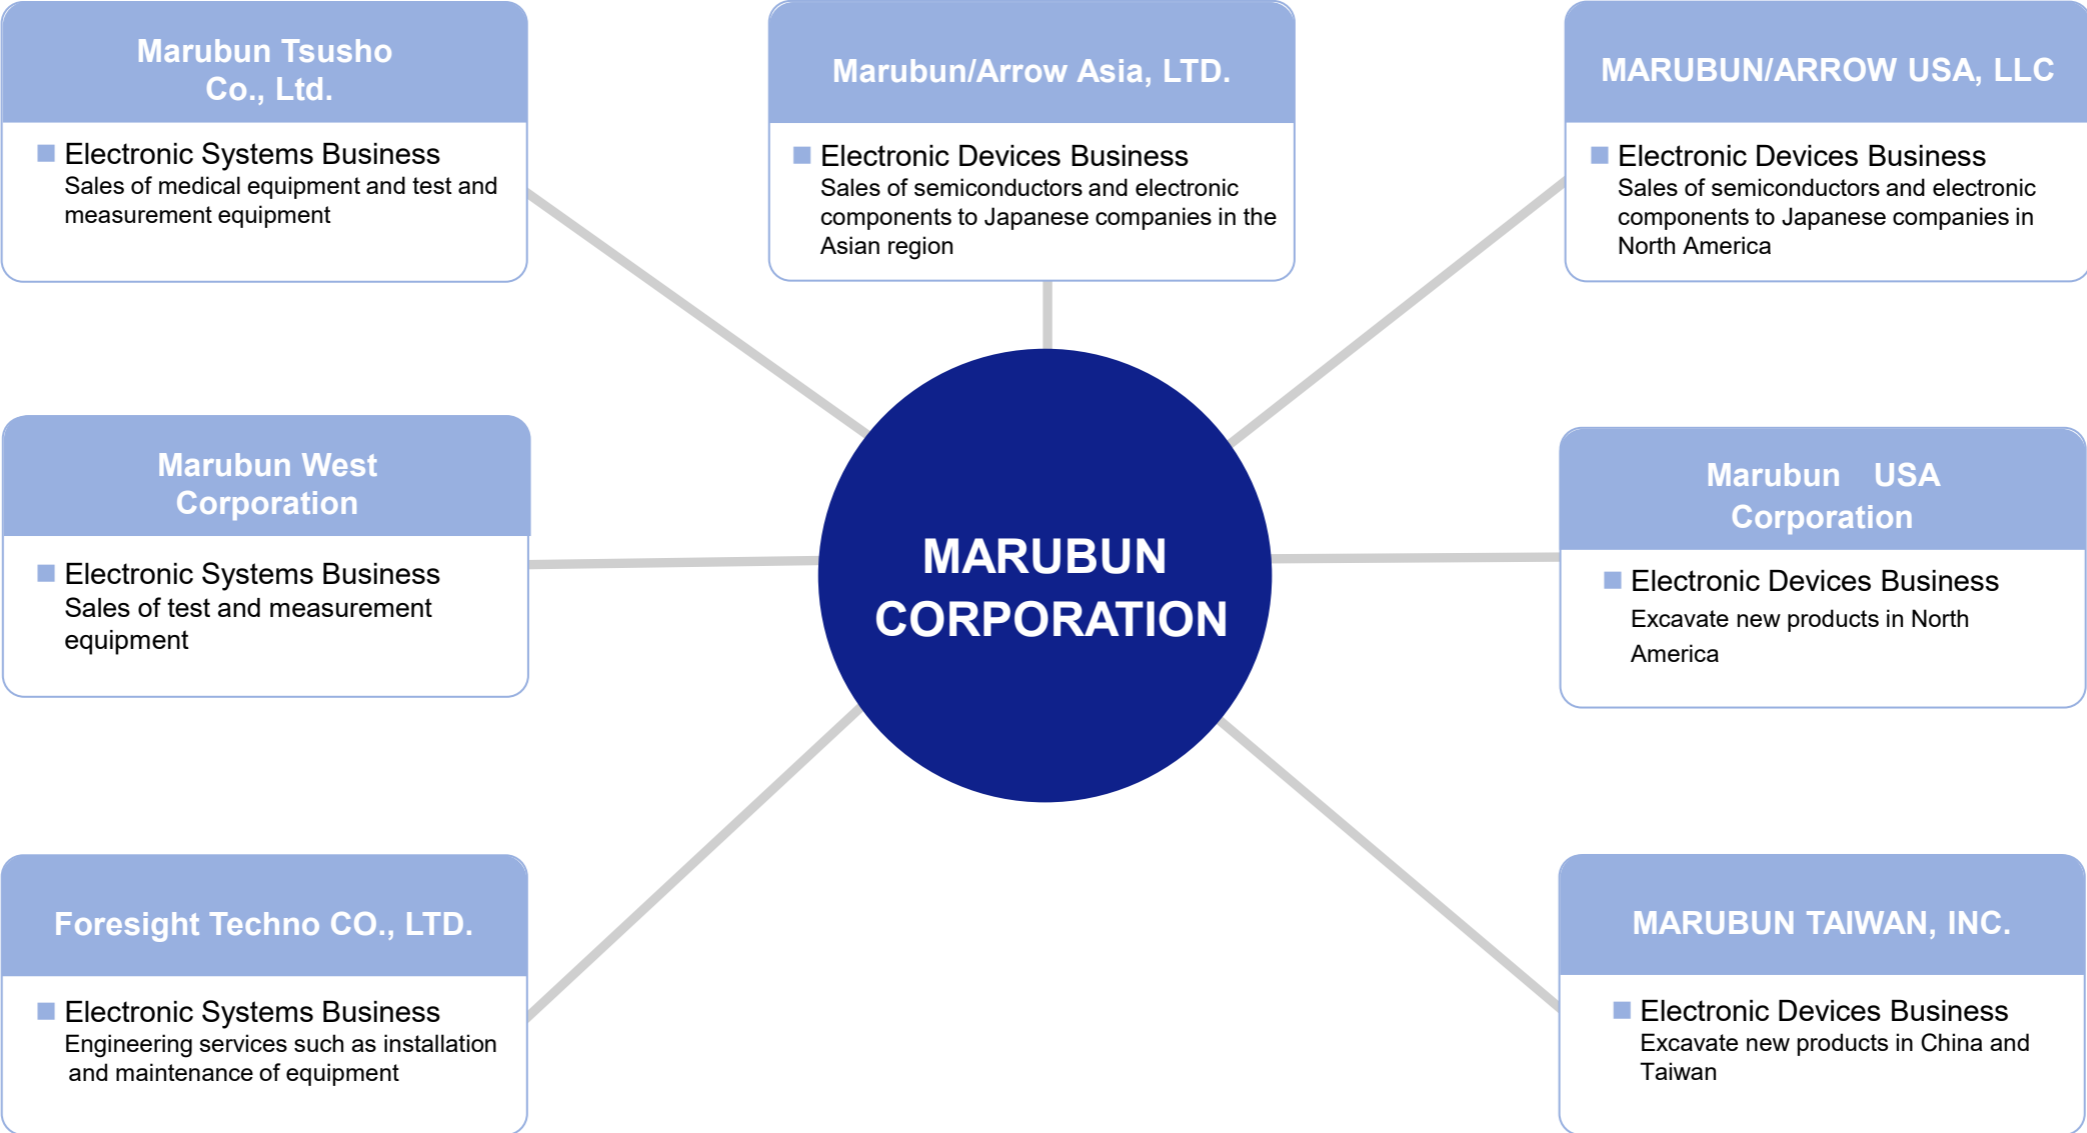 Marubun Tsusho
Co., Ltd.
■ Electronic Systems Business
Sales of medical equipment and test and
measurement equipment
Marubun/Arrow Asia, LTD.
■ Electronic Devices Business
Sales of semiconductors and electronic
components to Japanese companies in the
Asian region
MARUBUN/ARROW USA, LLC
■ Electronic Devices Business
Sales of semiconductors and electronic
components to Japanese companies in
North America
Marubun West
Corporation
■ Electronic Systems Business
Sales of test and measurement
equipment
MARUBUN
CORPORATION
Marubun USA
Corporation
■ Electronic Devices Business
Excavate new products in North
America
Foresight Techno CO., LTD.
■ Electronic Systems Business
Engineering services such as installation
and maintenance of equipment
MARUBUN TAIWAN, INC.
■ Electronic Devices Business
Excavate new products in China and
Taiwan